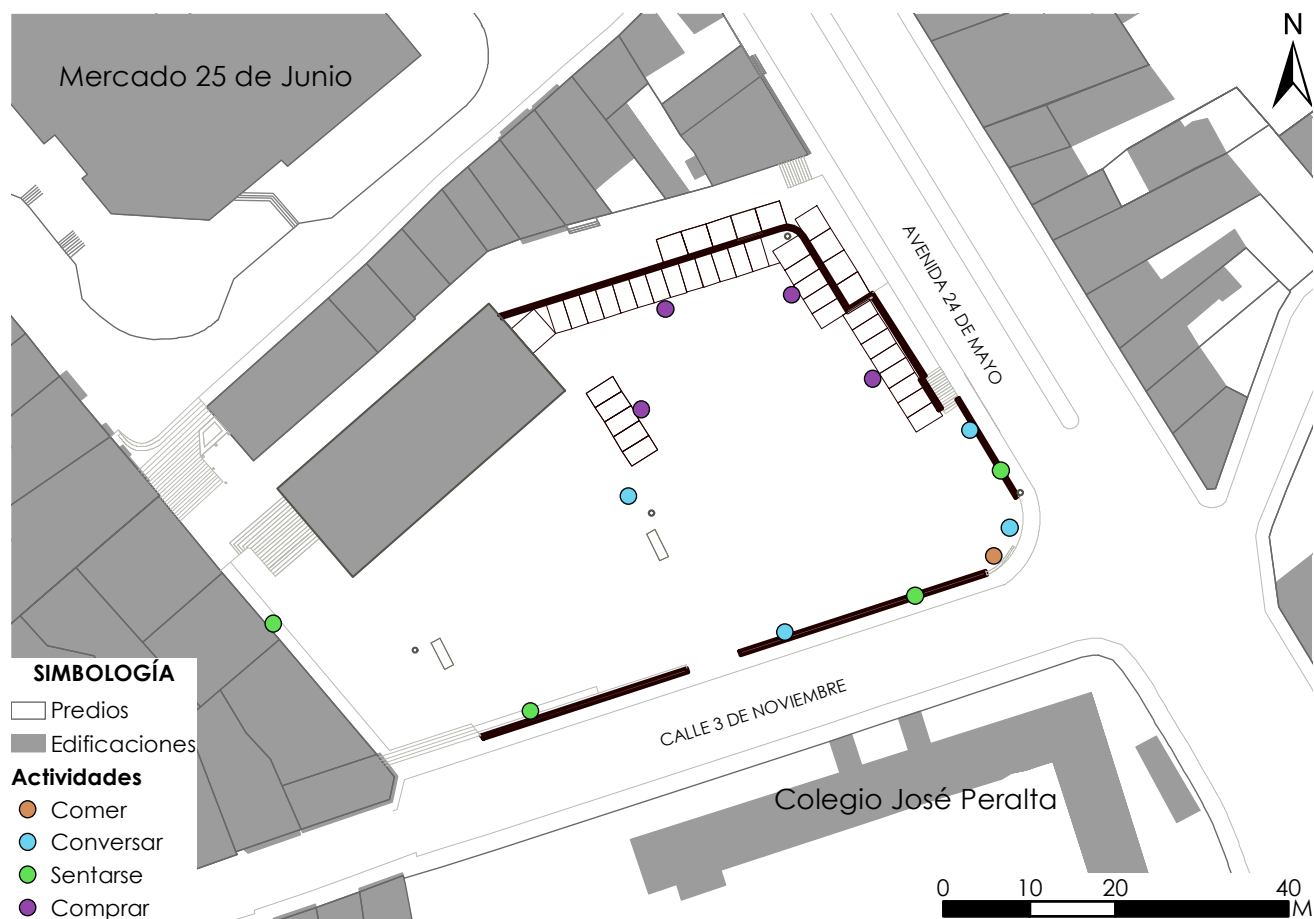 Mercado 25 de Junio
N
AVENIDA 24 DE MAYO
SIMBOLOGÍA
Predios
Edificaciones
Actividades
Comer
Conversar
Sentarse
Comprar
CALLE 3 DE NOVIEMBRE
Colegio José Peralta
0 10 20 40
M